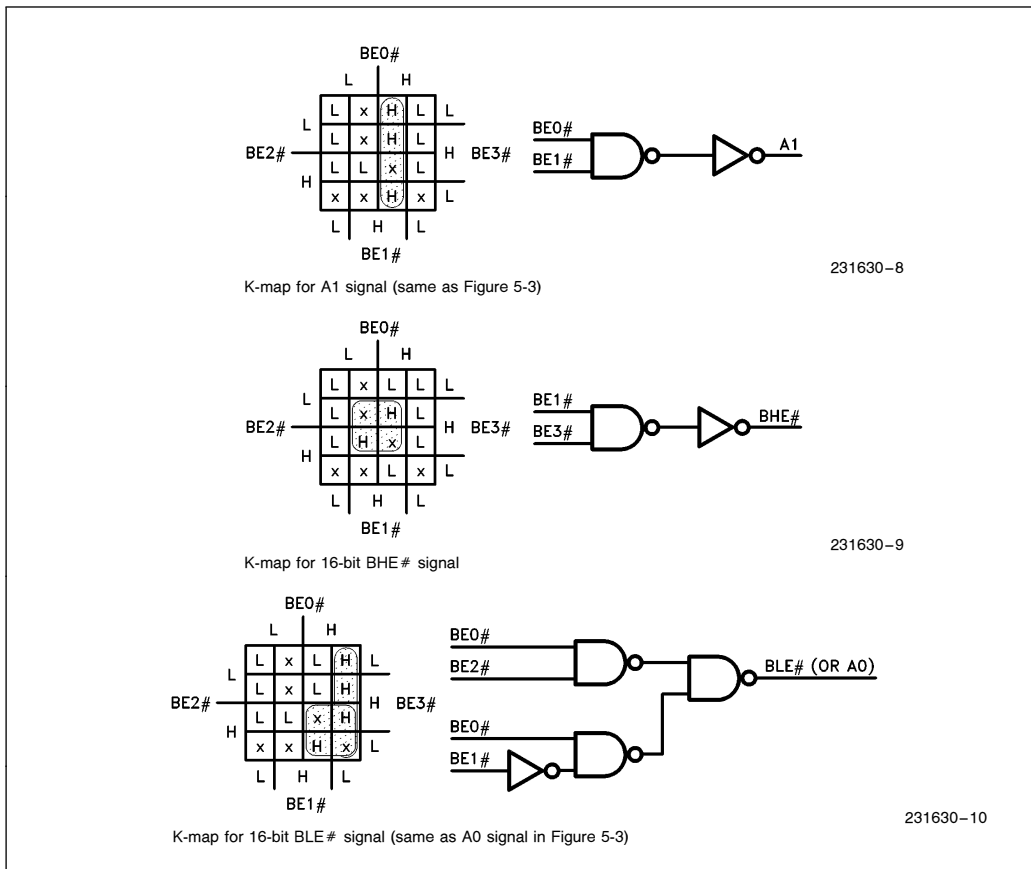 BE0#
L H
L x H L L
L
x H L
BE2# H BE3#
L L x L
H
x x H x L
L H L
BE1#
BE0#
BE1#
A1
231630–8
K-map for A1 signal (same as Figure 5-3)
BE0#
L H
L x L L L
L
L x H L
BE2# H BE3#
L H x L
H
x x L x L
L H L
BE1#
BE1#
BE3#
BHE#
231630–9
K-map for 16-bit BHE# signal
BE0#
L H
L x L H L
L
L x L H
BE2# H BE3#
L L x H
H
x x H x L
L H L
BE1#
BE0#
BE2#
BE0#
BE1#
BLE# (OR A0)
231630–10
K-map for 16-bit BLE# signal (same as A0 signal in Figure 5-3)